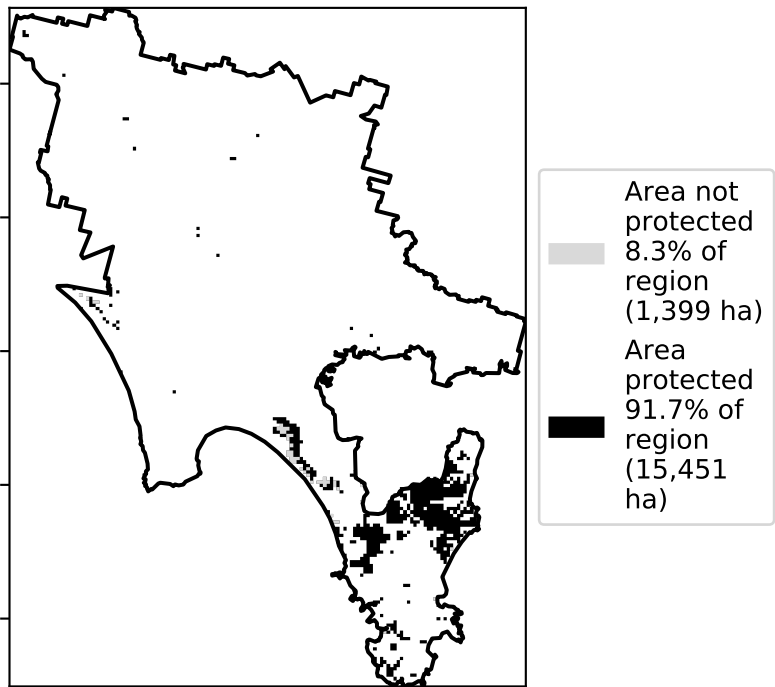 Area not
protected
8.3% of
region
(1,399 ha)
Area
protected
91.7% of
region
(15,451
ha)